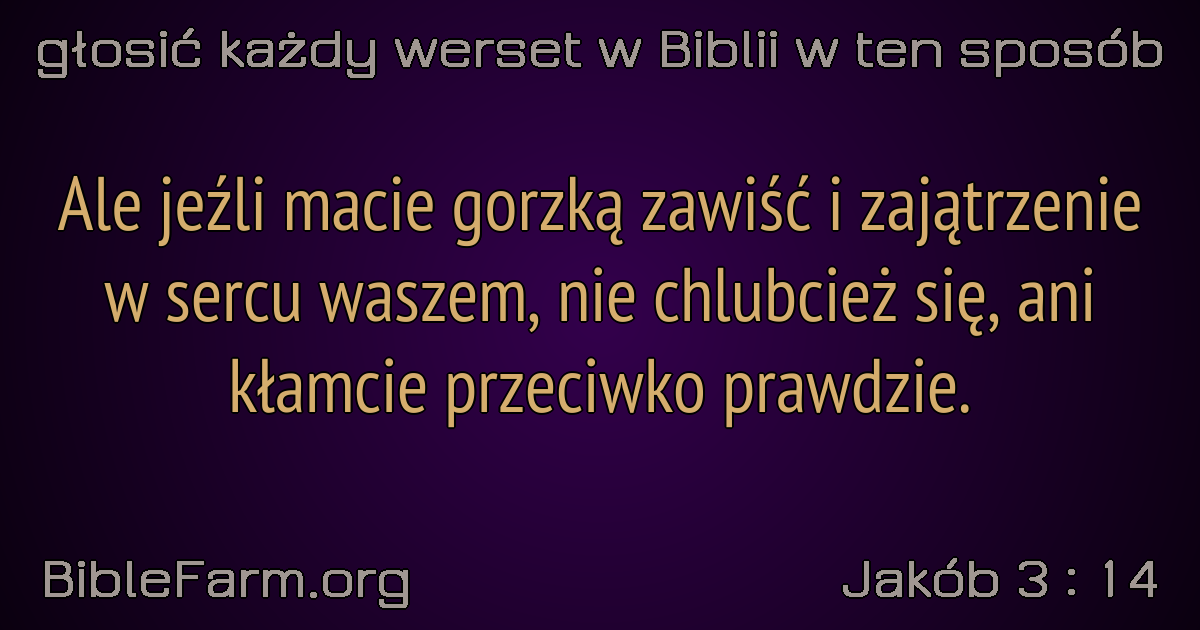 głosić każdy werset w Biblii w ten sposób
Ale jeźli macie gorzką zawiść i zajątrzenie
w sercu waszem, nie chlubcież się, ani
kłamcie przeciwko prawdzie.
BibleFarm.org
Jakób 3 : 14